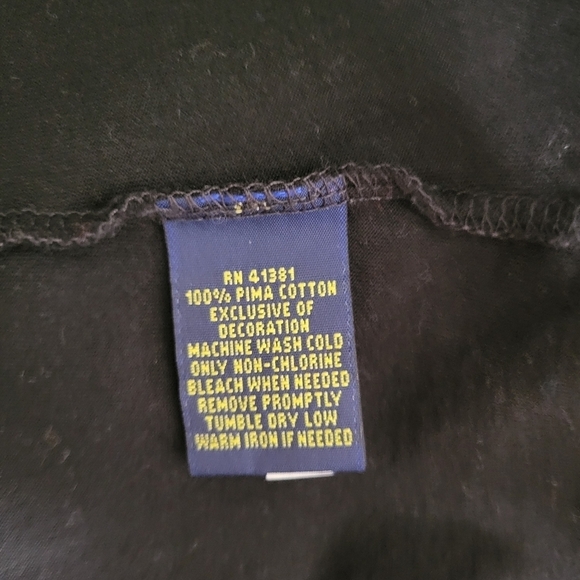 RN 41381
100% PIMA COTTON
EXCLUSIVE OF
DECORATION
MACHINE WASH COLD
ONLY NON-CHLORINE
BLEACH WHEN NEEDED
REMOVE PROMPTLY
TUMBLE DRY LOW
WARM IRON IF NEEDED